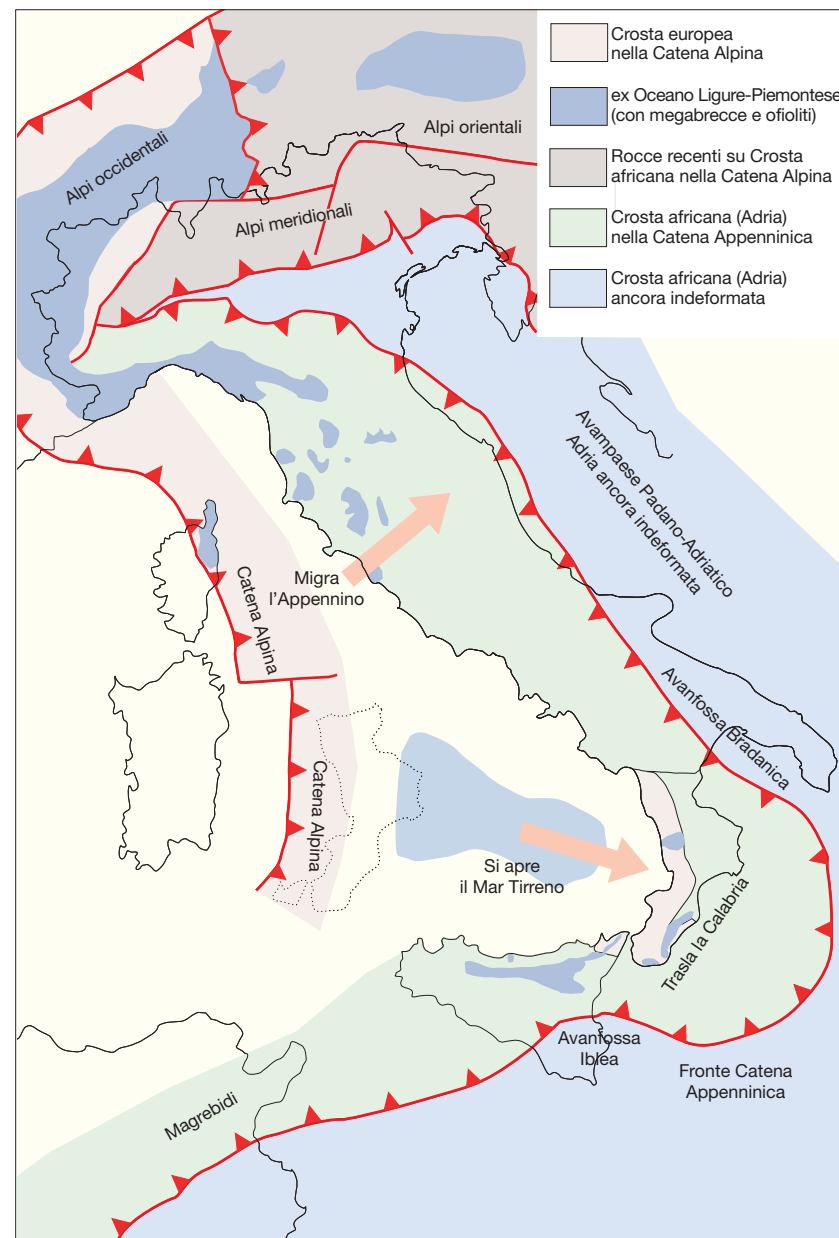 Crosta europea
nella Catena Alpina
ex Oceano Ligure-Piemontese
(con megabrecce e ofioliti)
Rocce recenti su Crosta
africana nella Catena Alpina
Crosta africana (Adria)
nella Catena Appenninica
Crosta africana (Adria)
ancora indeformata
Alpi occidentali
Alpi orientali
Alpi meridionali
Avampaese Padano-Adriatico
Adria ancora indeformata
Migra
l'Appennino
Catena Alpina
Catena Alpina
Avanfossa Bradanica
Si apre
il Mar Tirreno
Trasla la Calabria
Avanfossa
Iblea
Fronte Catena
Appenninica
Magrebidi